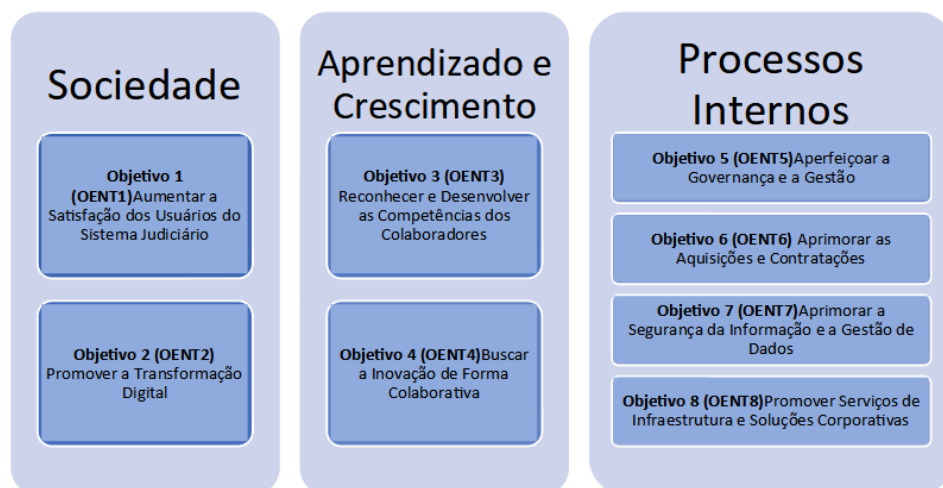 Sociedade
Objetivo 1
(OENT1)Aumentar a
Satisfação dos Usuários do
Sistema Judiciário
Objetivo 2 (OENT2)
Promover a Transformação
Digital
Aprendizado e
Crescimento
Objetivo 3 (OENT3)
Reconhecer e Desenvolver
as Competências dos
Colaboradores
Objetivo 4 (OENT4)Buscar
a Inovação de Forma
Colaborativa
Processos
Internos
Objetivo 5 (OENT5)Aperfeiçoar a
Governança e a Gestão
Objetivo 6 (OENT6) Aprimorar as
Aquisições e Contratações
Objetivo 7 (OENT7)Aprimorar a
Segurança da Informação e a Gestão de
Dados
Objetivo 8 (OENT8)Promover Serviços de
Infraestrutura e Soluções Corporativas